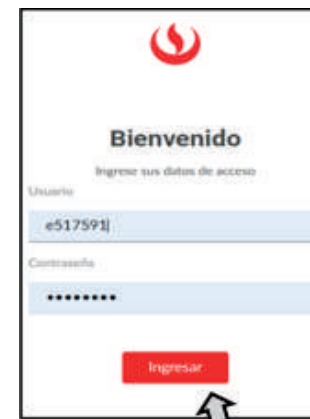 Bienvenido
Ingrese sus datos de acceso
Usuario
e517591
Contraseña
••••••••
Ingresar